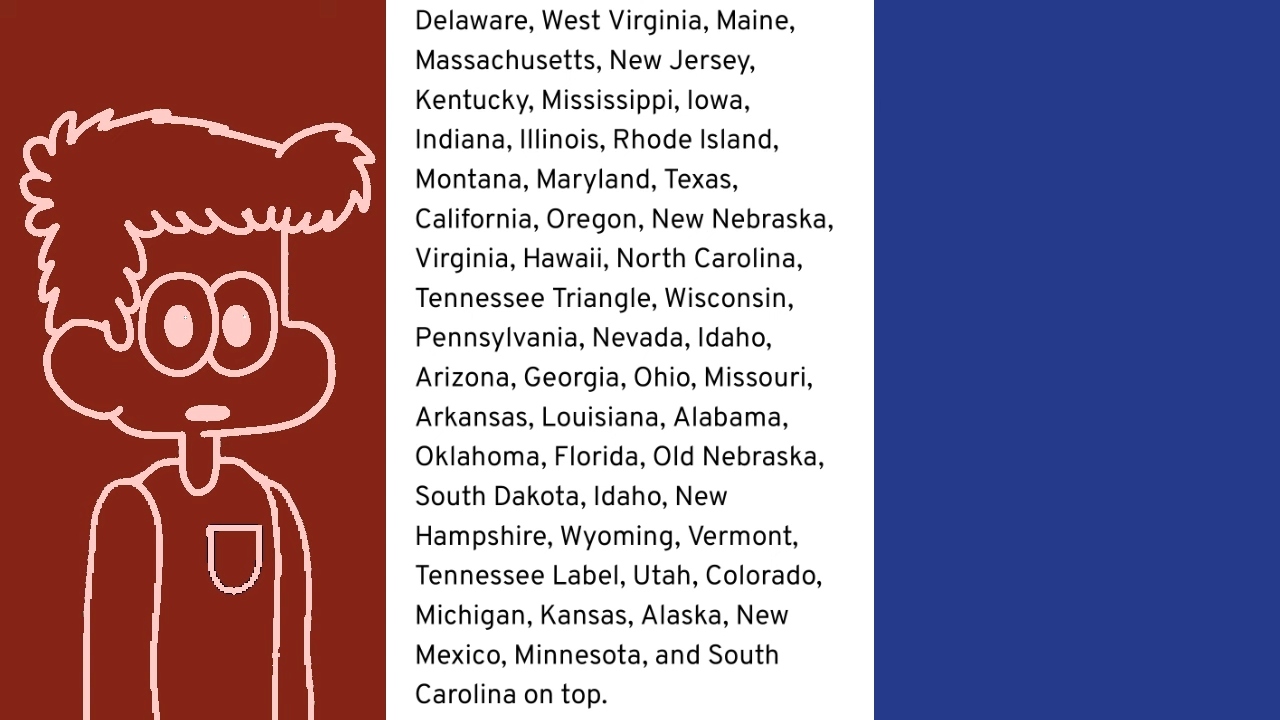 Delaware, West Virginia, Maine,
Massachusetts, New Jersey,
Kentucky, Mississippi, Iowa,
Indiana, Illinois, Rhode Island,
Montana, Maryland, Texas,
California, Oregon, New Nebraska,
Virginia, Hawaii, North Carolina,
Tennessee Triangle, Wisconsin,
Pennsylvania, Nevada, Idaho,
Arizona, Georgia, Ohio, Missouri,
Arkansas, Louisiana, Alabama,
Oklahoma, Florida, Old Nebraska,
South Dakota, Idaho, New
Hampshire, Wyoming, Vermont,
Tennessee Label, Utah, Colorado,
Michigan, Kansas, Alaska, New
Mexico, Minnesota, and South
Carolina on top.